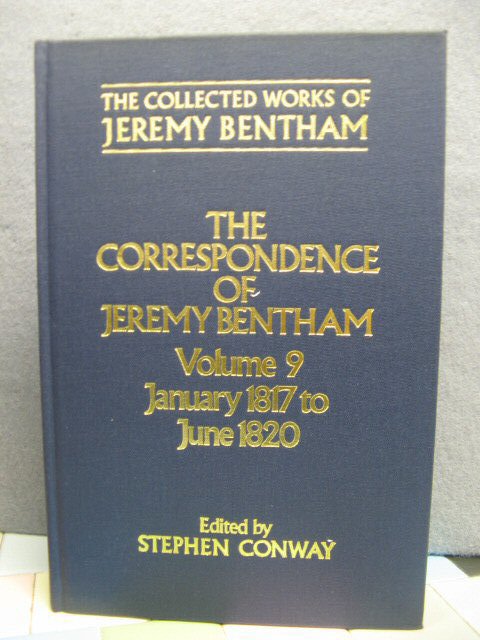 THE COLLECTED WORKS OF
JEREMY BENTHAM
THE
CORRESPONDENCE
OF
JEREMY BENTHAM
Volume 9
January 1817 to
June 1820
Edited by
STEPHEN CONWAY